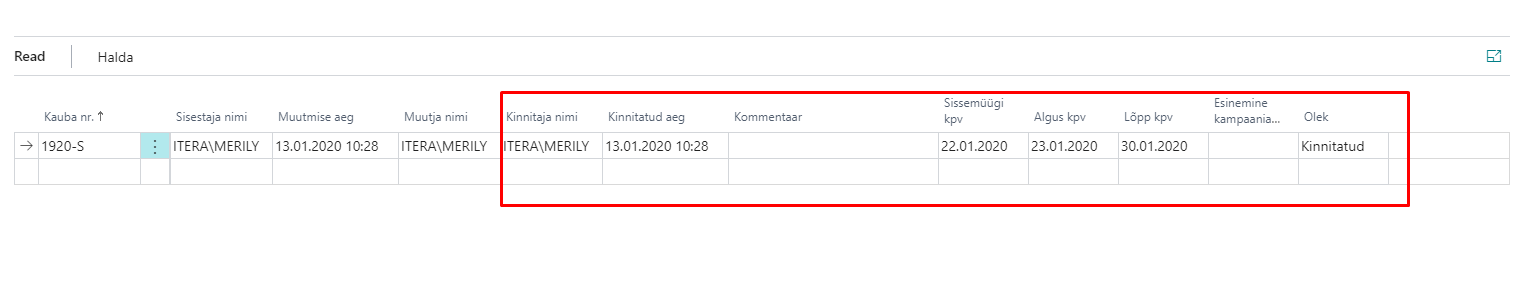 Read Halda
Kauba nr. ↑ Sisestaja nimi Muutmise aeg Muutja nimi Kinnitaja nimi Kinnitatud aeg Kommentaar Sissemüügi kpv Algus kpv Lõpp kpv Esinemine kampaania... Olek
1920-S ITERA\MERILY 13.01.2020 10:28 ITERA\MERILY ITERA\MERILY 13.01.2020 10:28 22.01.2020 23.01.2020 30.01.2020 Kinnitatud